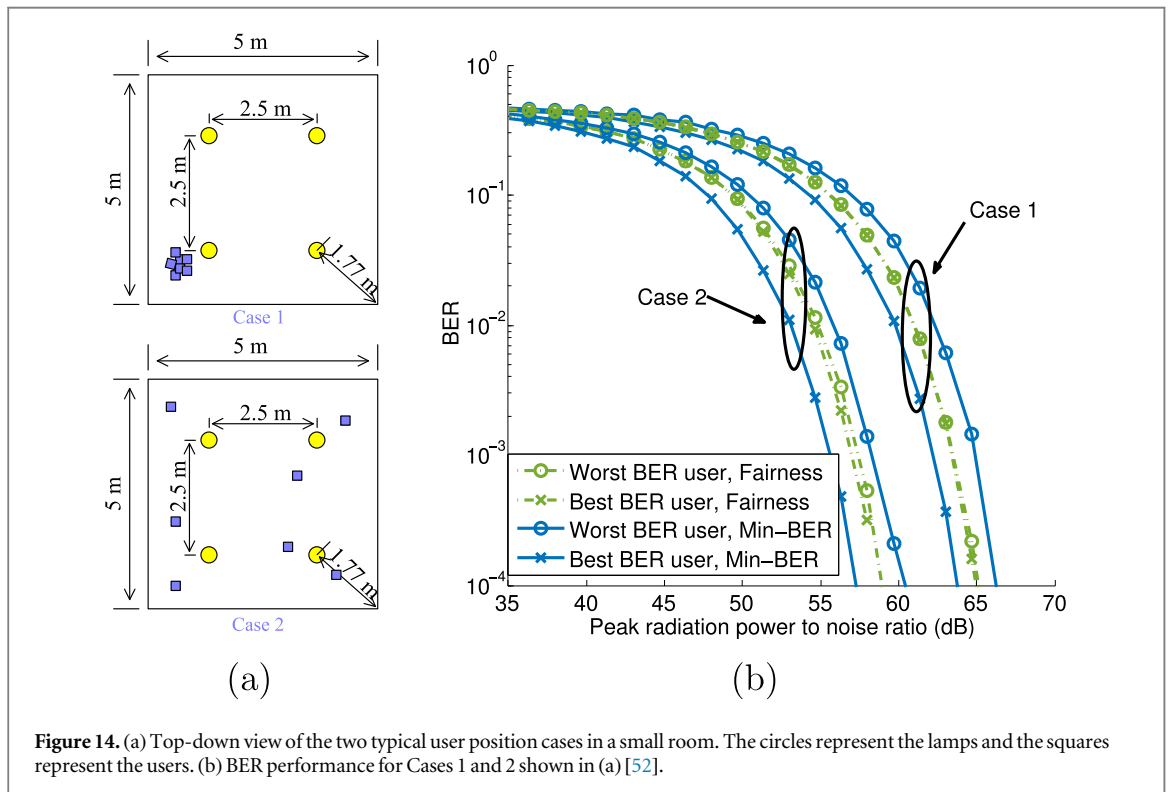 5 m
2.5 m
5 m
2.5 m
1.77 m
Case 1
5 m
2.5 m
5 m
2.5 m
1.77 m
Case 2
(a)
BER
10^0
10^-1
10^-2
10^-3
10^-4
Case 1
Case 2
Worst BER user, Fairness
Best BER user, Fairness
Worst BER user, Min-BER
Best BER user, Min-BER
35 40 45 50 55 60 65 70
Peak radiation power to noise ratio (dB)
(b)
Figure 14. (a) Top-down view of the two typical user position cases in a small room. The circles represent the lamps and the squares
represent the users. (b) BER performance for Cases 1 and 2 shown in (a) [52].